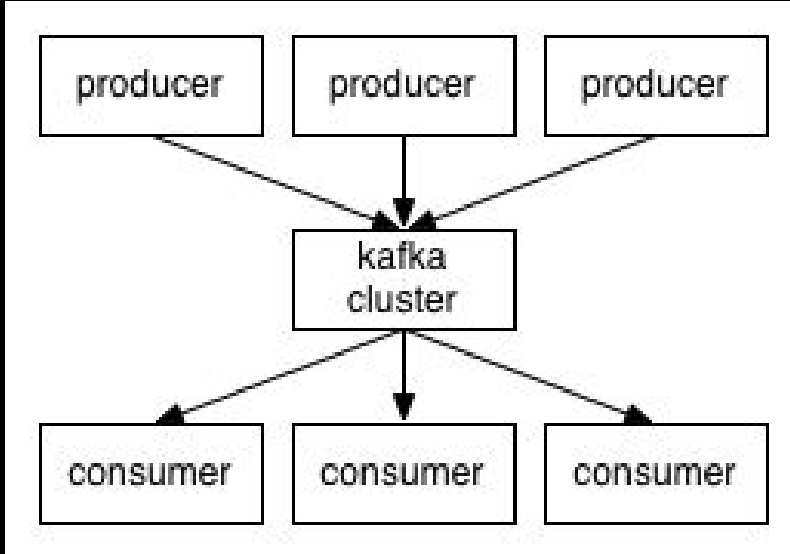 producer
producer
producer
kafka
cluster
consumer
consumer
consumer